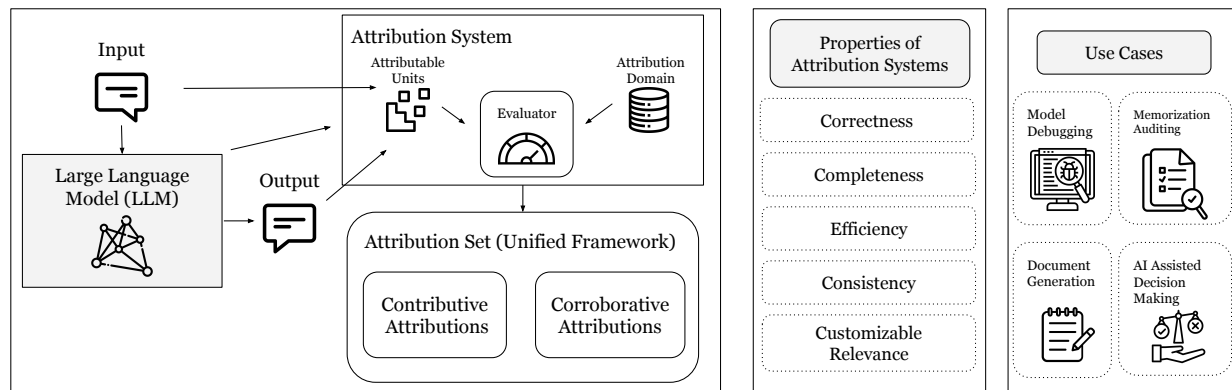 Input
Large Language
Model (LLM)
Output
Attribution System
Attributable
Units
Evaluator
Attribution
Domain
Attribution Set (Unified Framework)
Contributive
Attributions
Corroborative
Attributions
Properties of
Attribution Systems
Correctness
Completeness
Efficiency
Consistency
Customizable
Relevance
Use Cases
Model
Debugging
Memorization
Auditing
Document
Generation
AI Assisted
Decision
Making